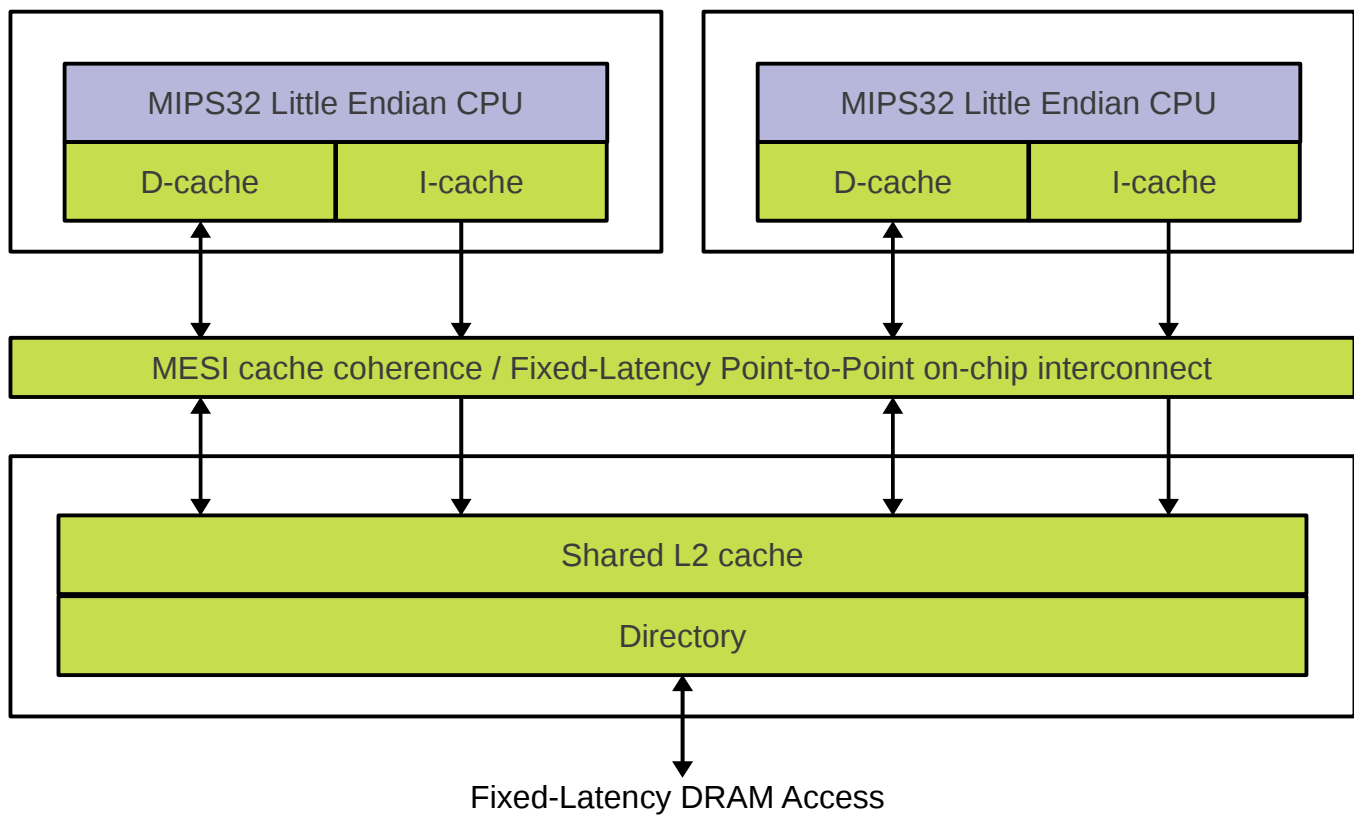 MIPS32 Little Endian CPU
MIPS32 Little Endian CPU
D-cache
I-cache
D-cache
I-cache
MESI cache coherence / Fixed-Latency Point-to-Point on-chip interconnect
Shared L2 cache
Directory
Fixed-Latency DRAM Access